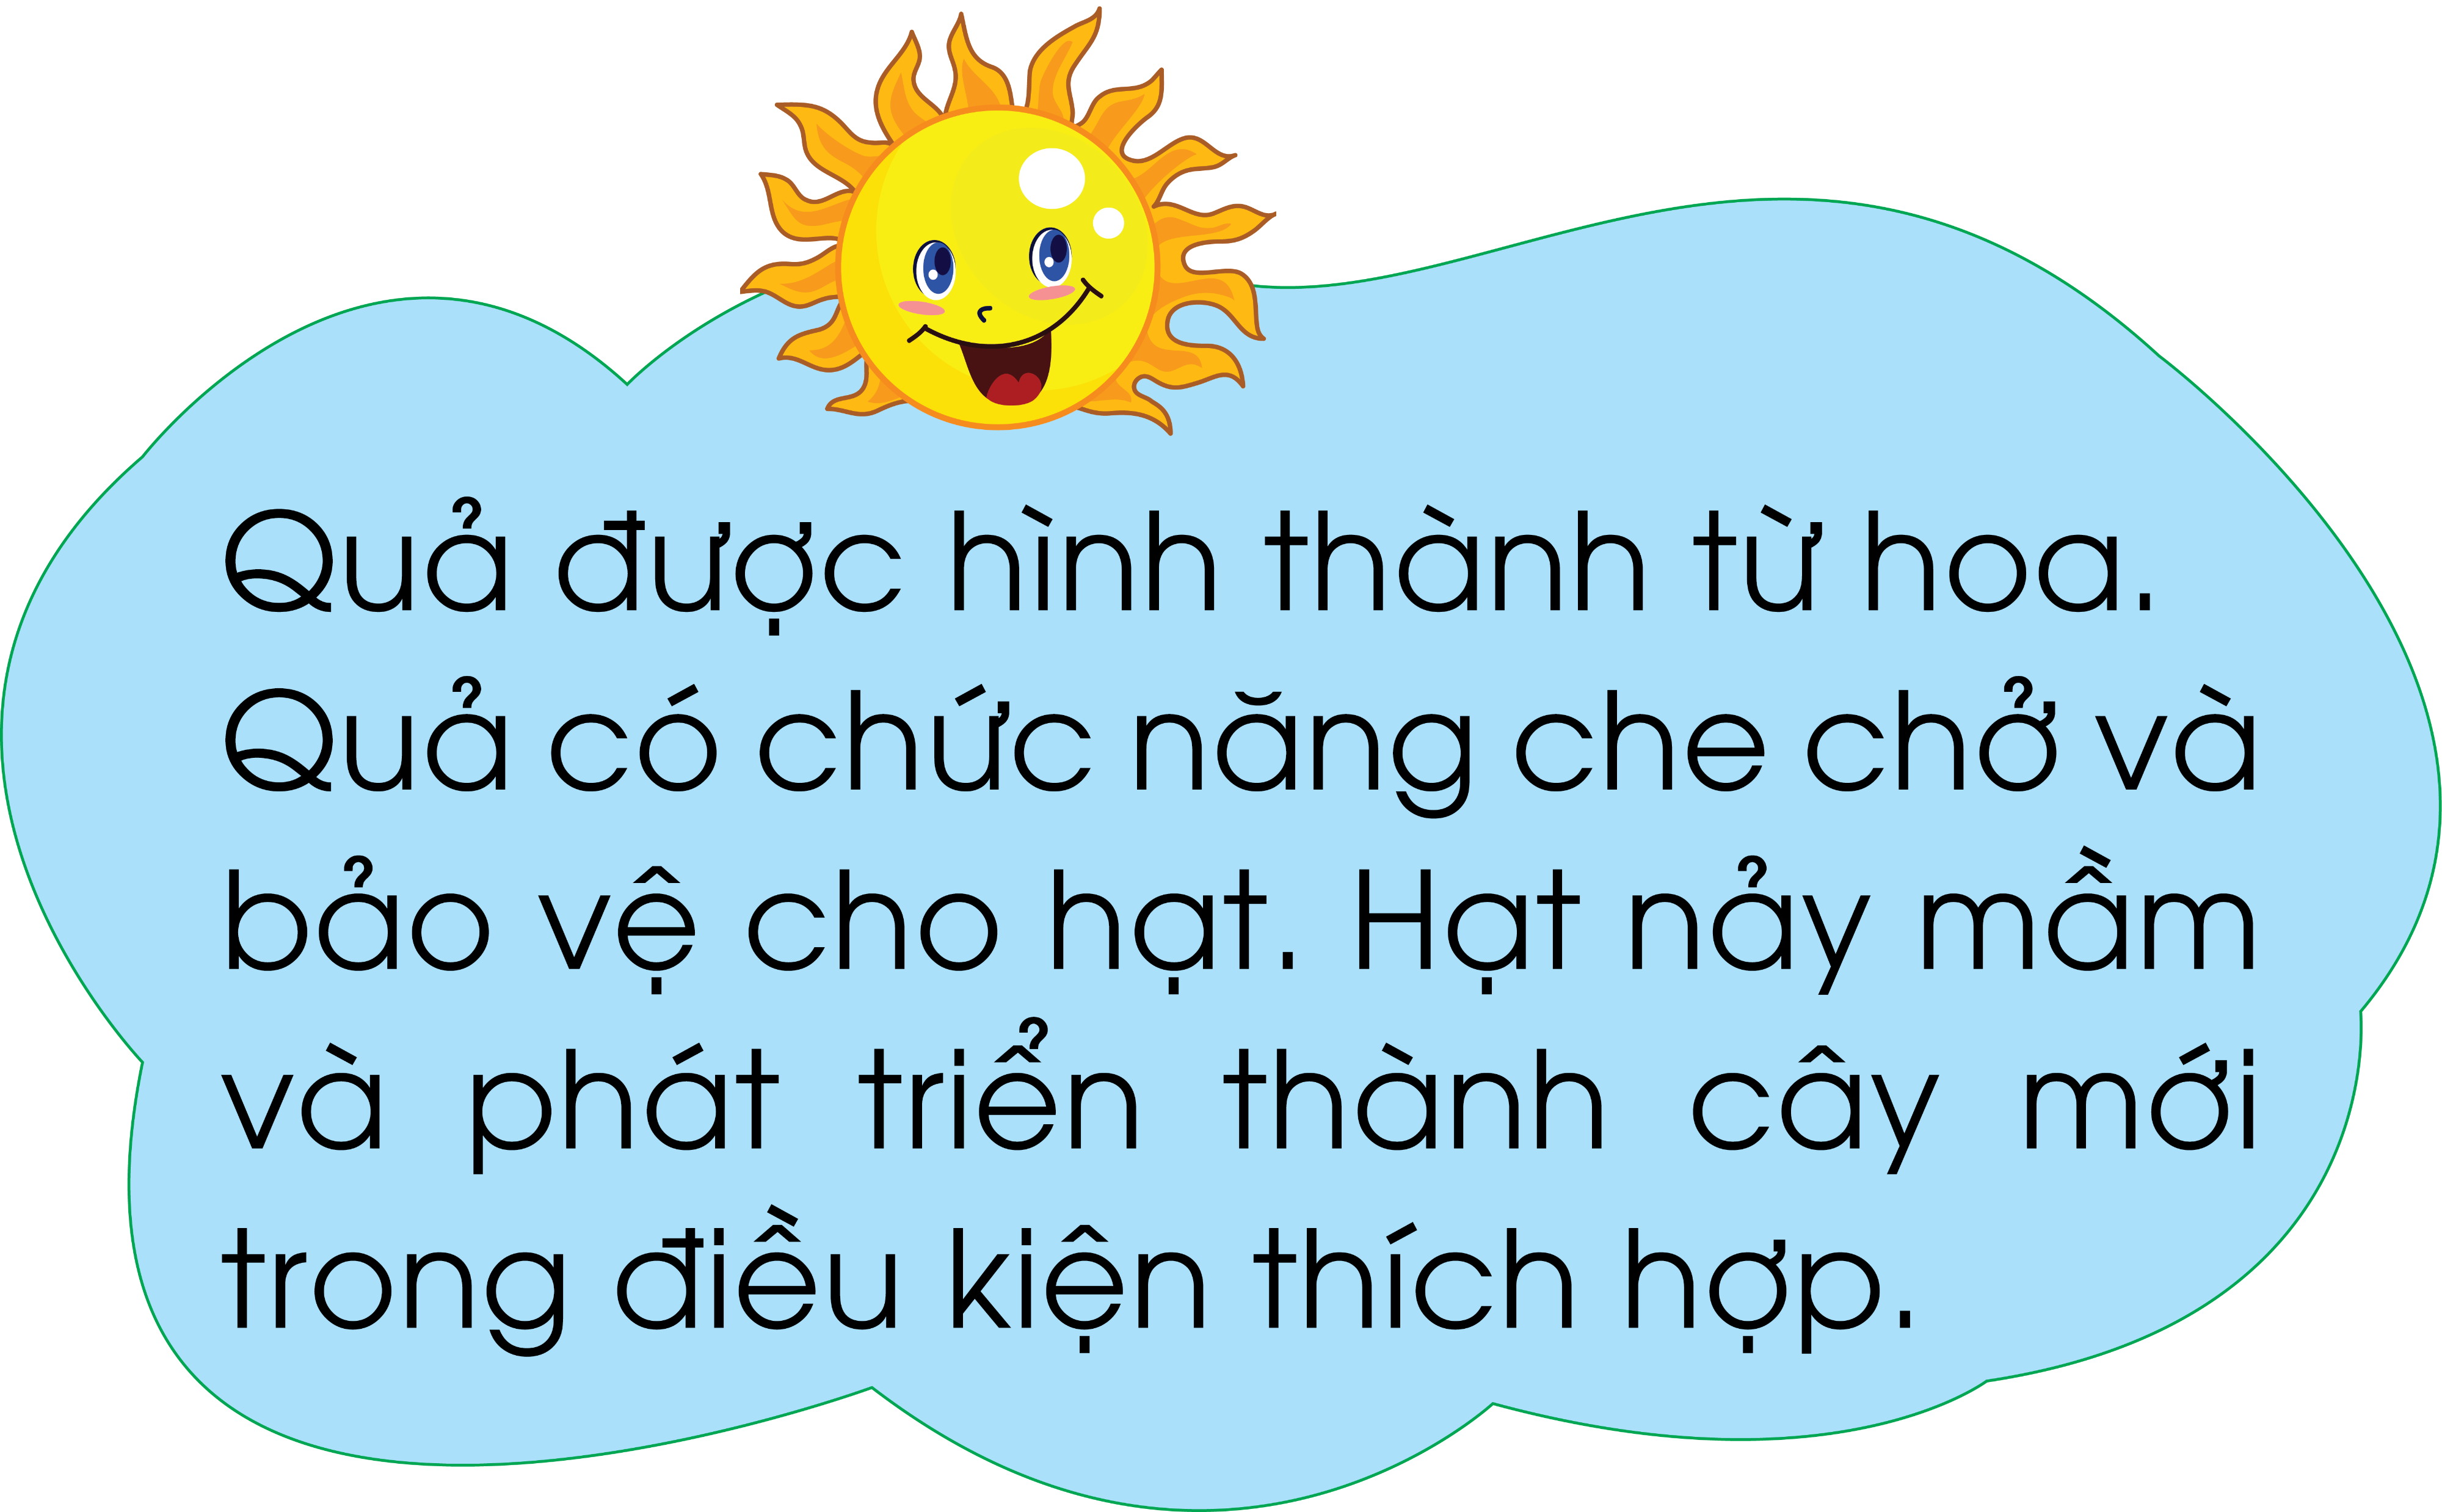 Quả được hình thành từ hoa.
Quả có chức năng che chở và
bảo vệ cho hạt. Hạt nảy mầm
và phát triển thành cây mới
trong điều kiện thích hợp.